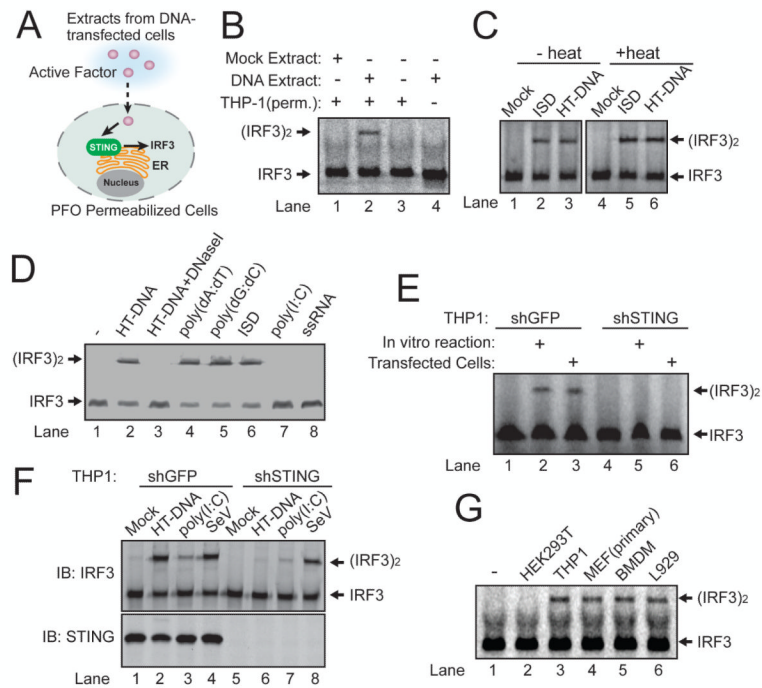 A
Extracts from DNA-
transfected cells
Active Factor
STING
IRF3
ER
Nucleus
PFO Permeabilized Cells
B
Mock Extract: + - - -
DNA Extract: - + - +
THP-1(perm.): + + + -
(IRF3)2
IRF3
Lane 1 2 3 4
C
- heat +heat
Mock ISD HT-DNA Mock ISD HT-DNA
(IRF3)2
IRF3
Lane 1 2 3 4 5 6
D
- HT-DNA HT-DNA+DNaseI poly(dA:dT) poly(dG:dC) ISD poly(I:C) ssRNA
(IRF3)2
IRF3
Lane 1 2 3 4 5 6 7 8
E
THP1: shGFP shSTING
In vitro reaction: + +
Transfected Cells: + +
(IRF3)2
IRF3
Lane 1 2 3 4 5 6
F
THP1: shGFP shSTING
Mock HT-DNA poly(I:C) SeV Mock HT-DNA poly(I:C) SeV
IB: IRF3
(IRF3)2
IRF3
IB: STING
Lane 1 2 3 4 5 6 7 8
G
- HEK293T THP1 MEF(primary) BMDM L929
(IRF3)2
IRF3
Lane 1 2 3 4 5 6